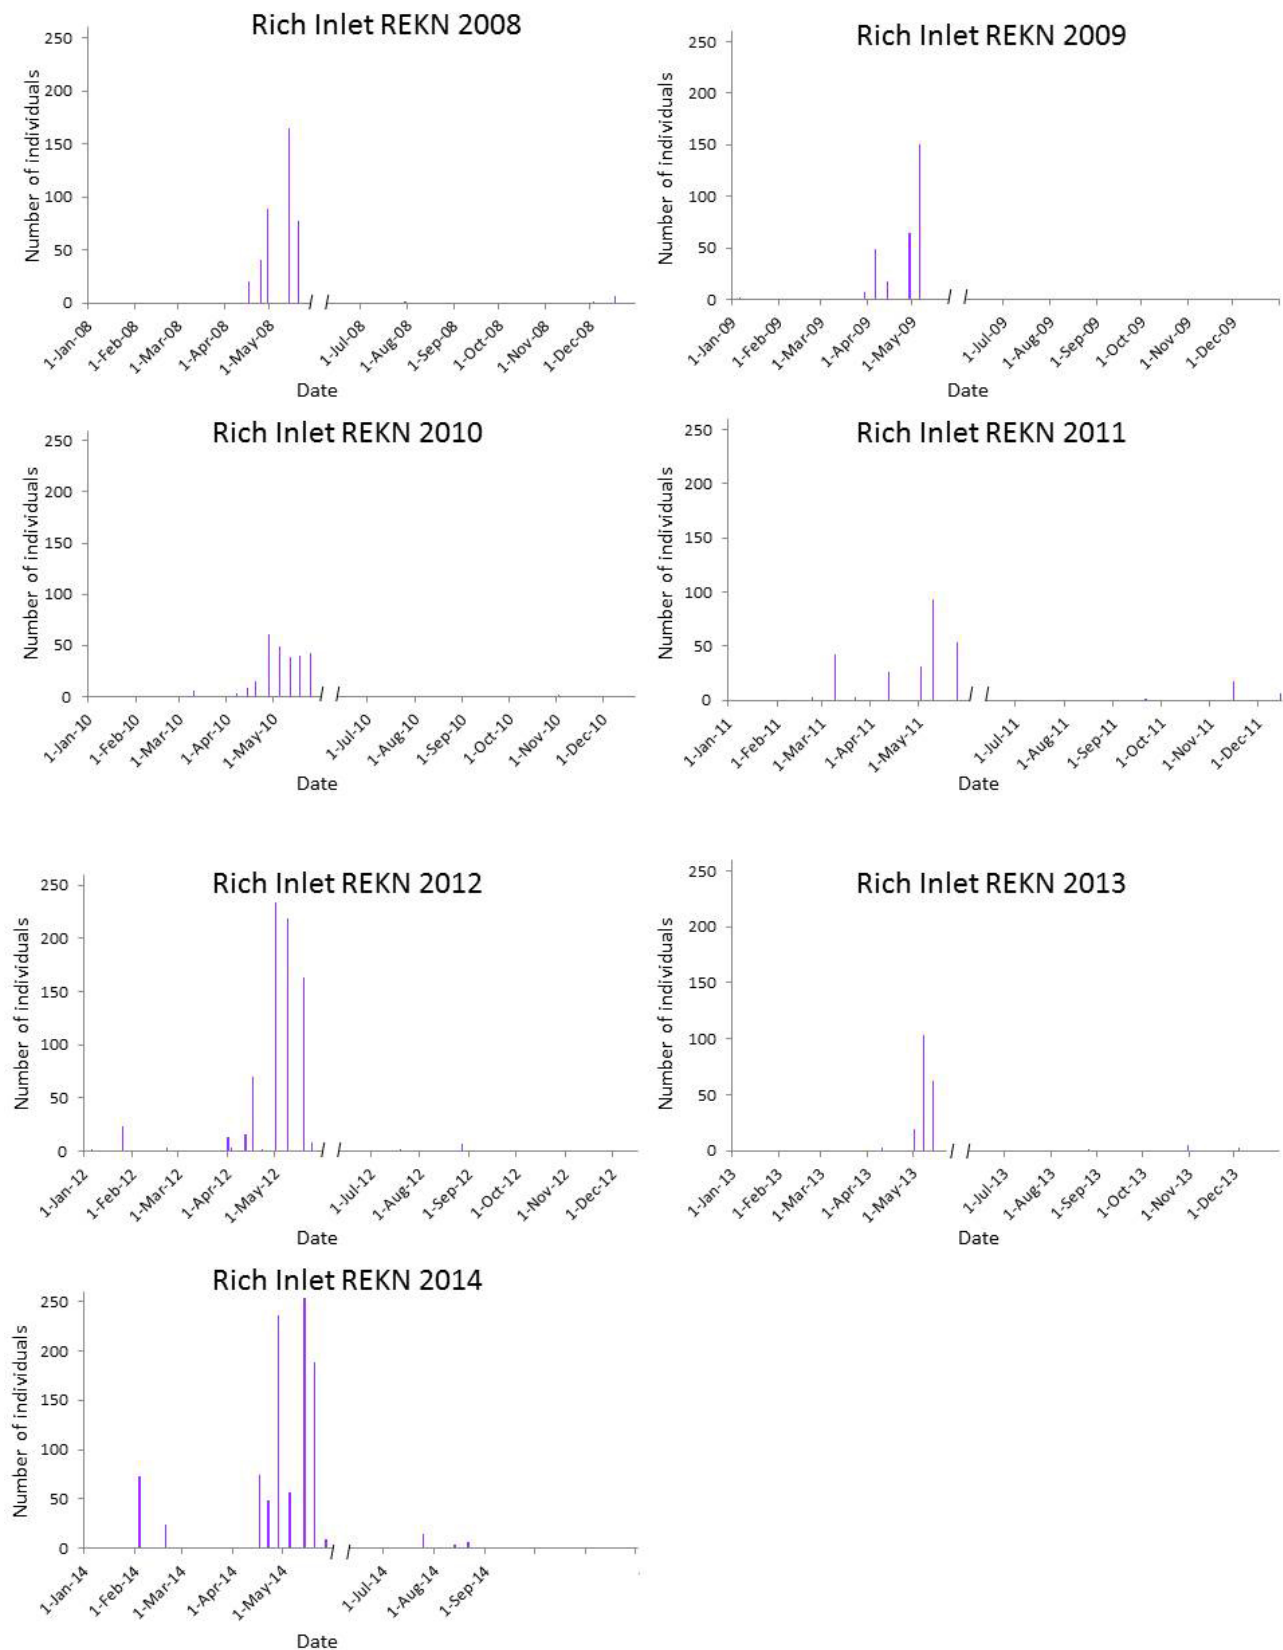 Rich Inlet REKN 2008
Number of individuals
250
200
150
100
50
0
1-Jan-08
1-Feb-08
1-Mar-08
1-Apr-08
1-May-08
1-Jul-08
1-Aug-08
1-Sep-08
1-Oct-08
1-Nov-08
1-Dec-08
Date
Rich Inlet REKN 2009
Number of individuals
250
200
150
100
50
0
1-Jan-09
1-Feb-09
1-Mar-09
1-Apr-09
1-May-09
1-Jul-09
1-Aug-09
1-Sep-09
1-Oct-09
1-Nov-09
1-Dec-09
Date
Rich Inlet REKN 2010
Number of individuals
250
200
150
100
50
0
1-Jan-10
1-Feb-10
1-Mar-10
1-Apr-10
1-May-10
1-Jul-10
1-Aug-10
1-Sep-10
1-Oct-10
1-Nov-10
1-Dec-10
Date
Rich Inlet REKN 2011
Number of individuals
250
200
150
100
50
0
1-Jan-11
1-Feb-11
1-Mar-11
1-Apr-11
1-May-11
1-Jul-11
1-Aug-11
1-Sep-11
1-Oct-11
1-Nov-11
1-Dec-11
Date
Rich Inlet REKN 2012
Number of individuals
250
200
150
100
50
0
1-Jan-12
1-Feb-12
1-Mar-12
1-Apr-12
1-May-12
1-Jul-12
1-Aug-12
1-Sep-12
1-Oct-12
1-Nov-12
1-Dec-12
Date
Rich Inlet REKN 2013
Number of individuals
250
200
150
100
50
0
1-Jan-13
1-Feb-13
1-Mar-13
1-Apr-13
1-May-13
1-Jul-13
1-Aug-13
1-Sep-13
1-Oct-13
1-Nov-13
1-Dec-13
Date
Rich Inlet REKN 2014
Number of individuals
250
200
150
100
50
0
1-Jan-14
1-Feb-14
1-Mar-14
1-Apr-14
1-May-14
1-Jul-14
1-Aug-14
1-Sep-14
Date